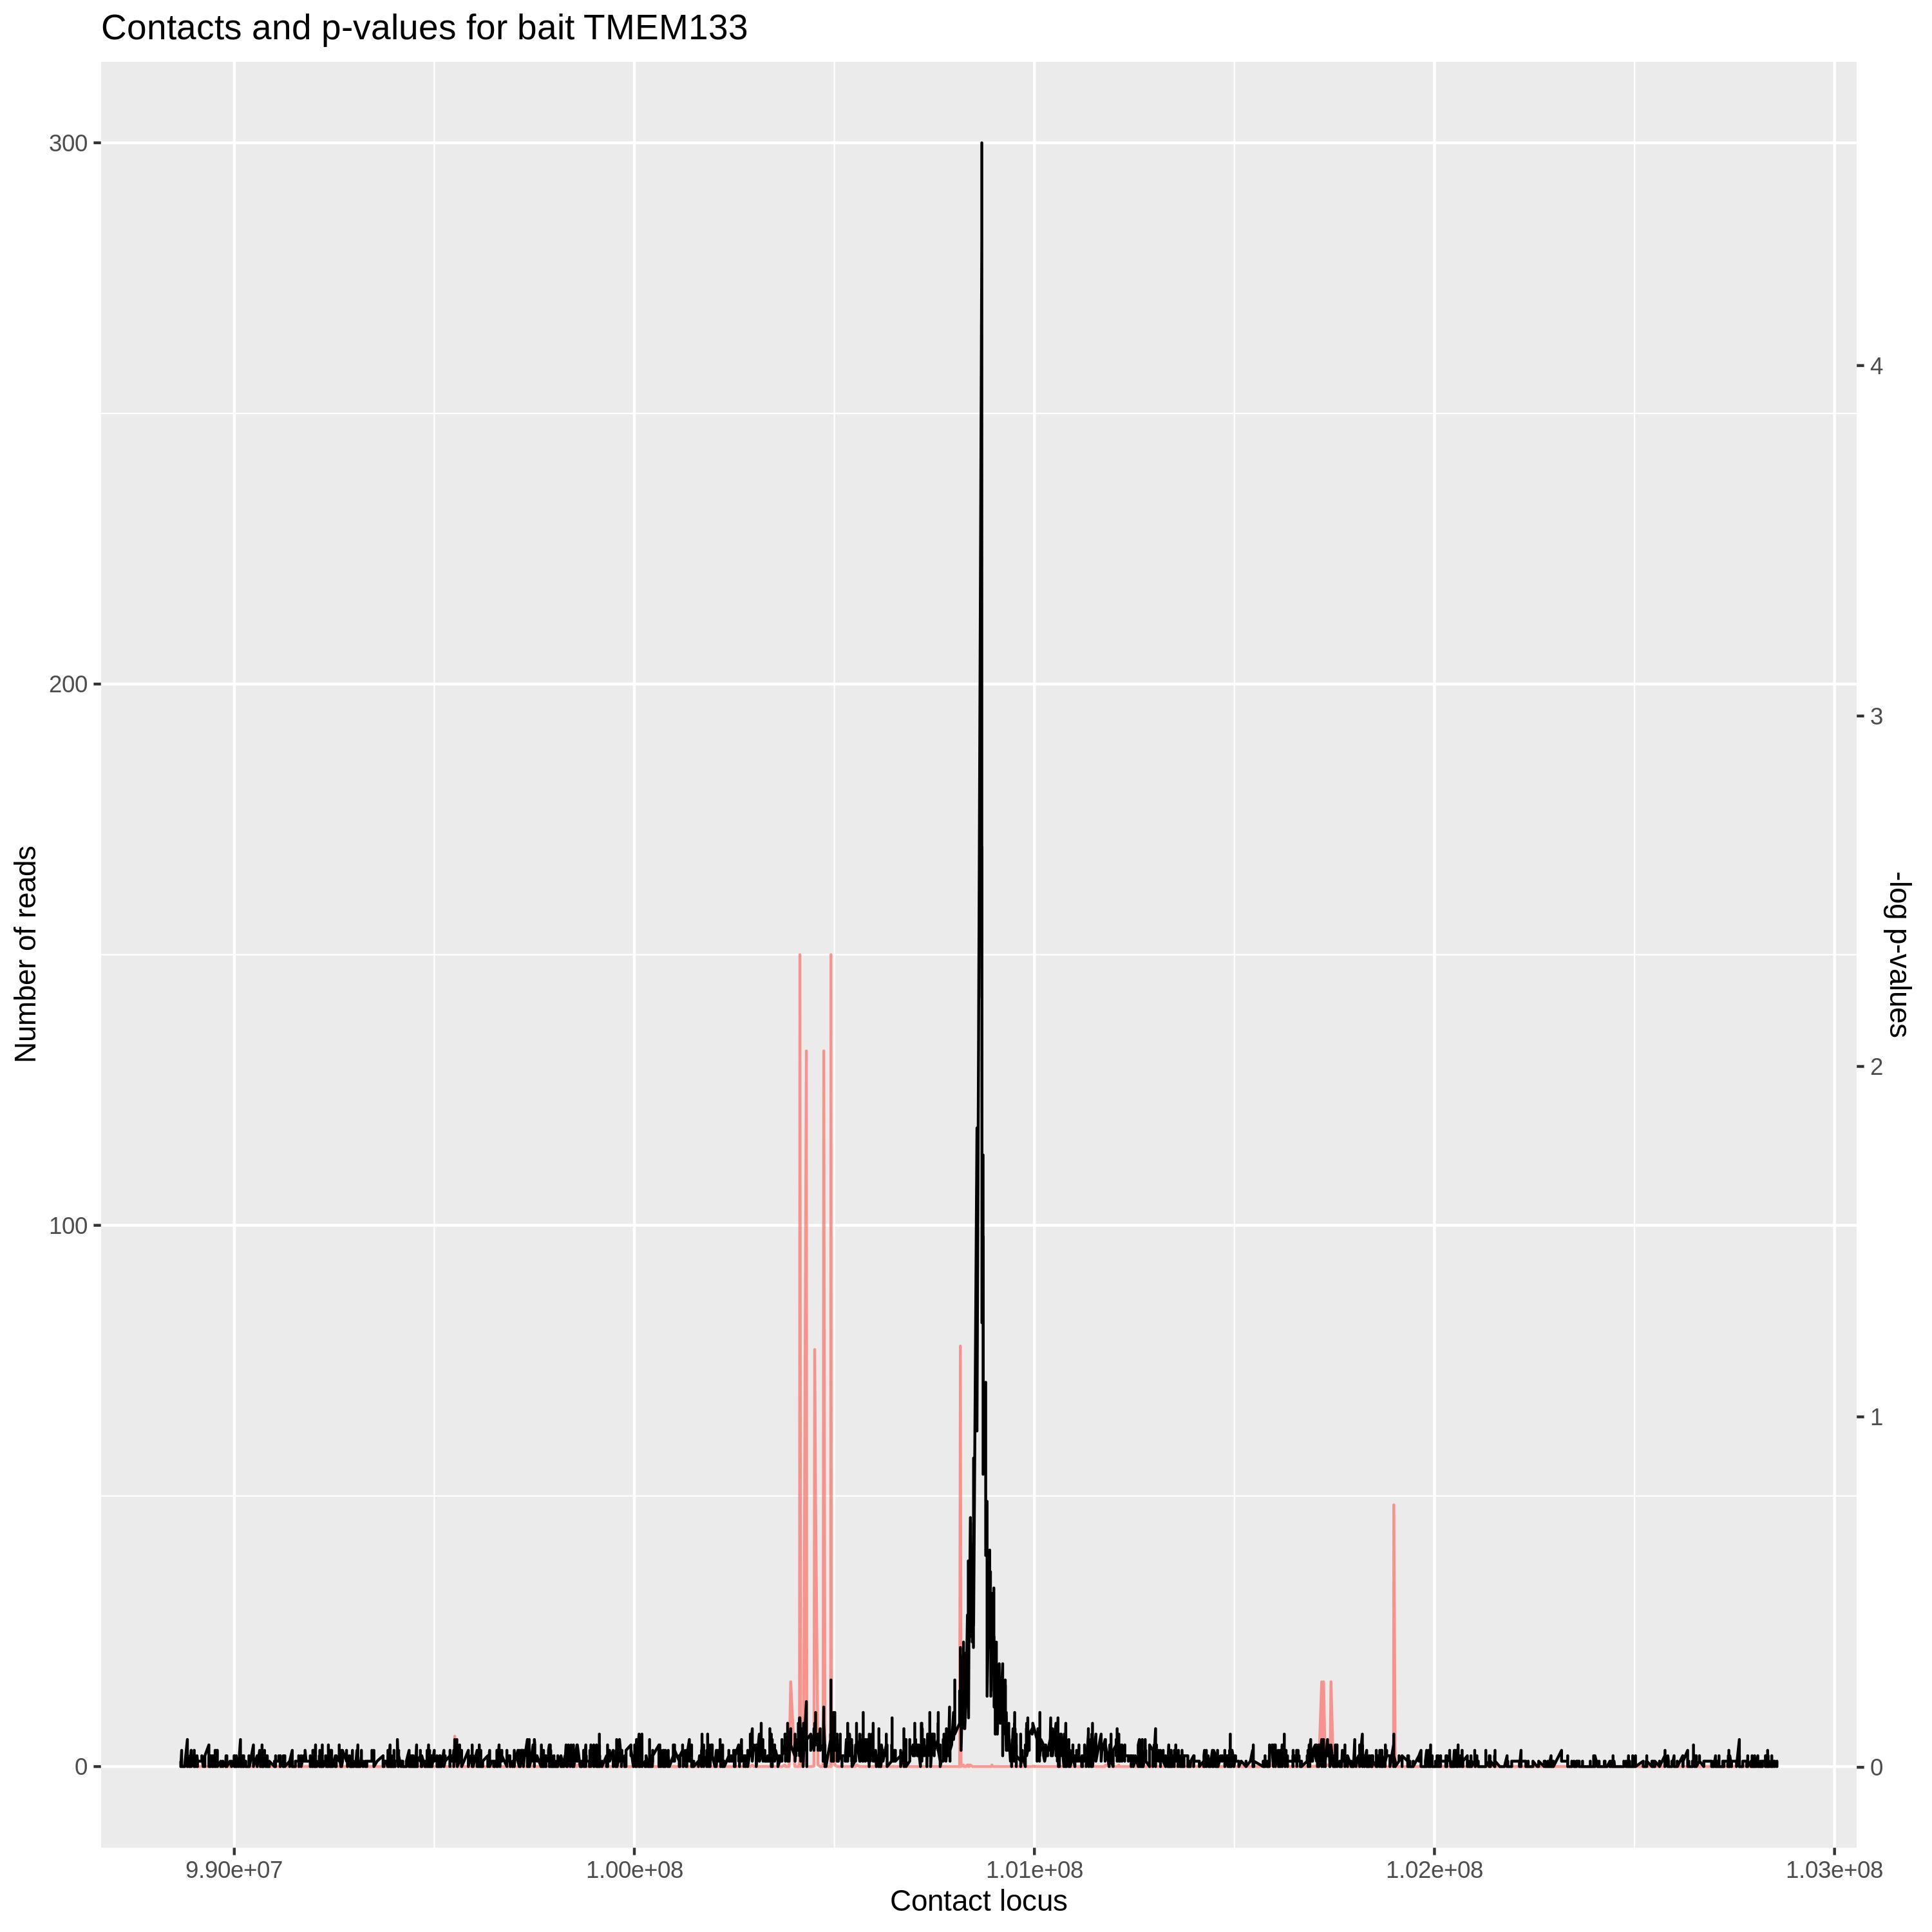 Contacts and p-values for bait TMEM133
300
200
100
0
Number of reads
4
3
2
1
0
-log p-values
9.90e+07
1.00e+08
1.01e+08
1.02e+08
1.03e+08
Contact locus